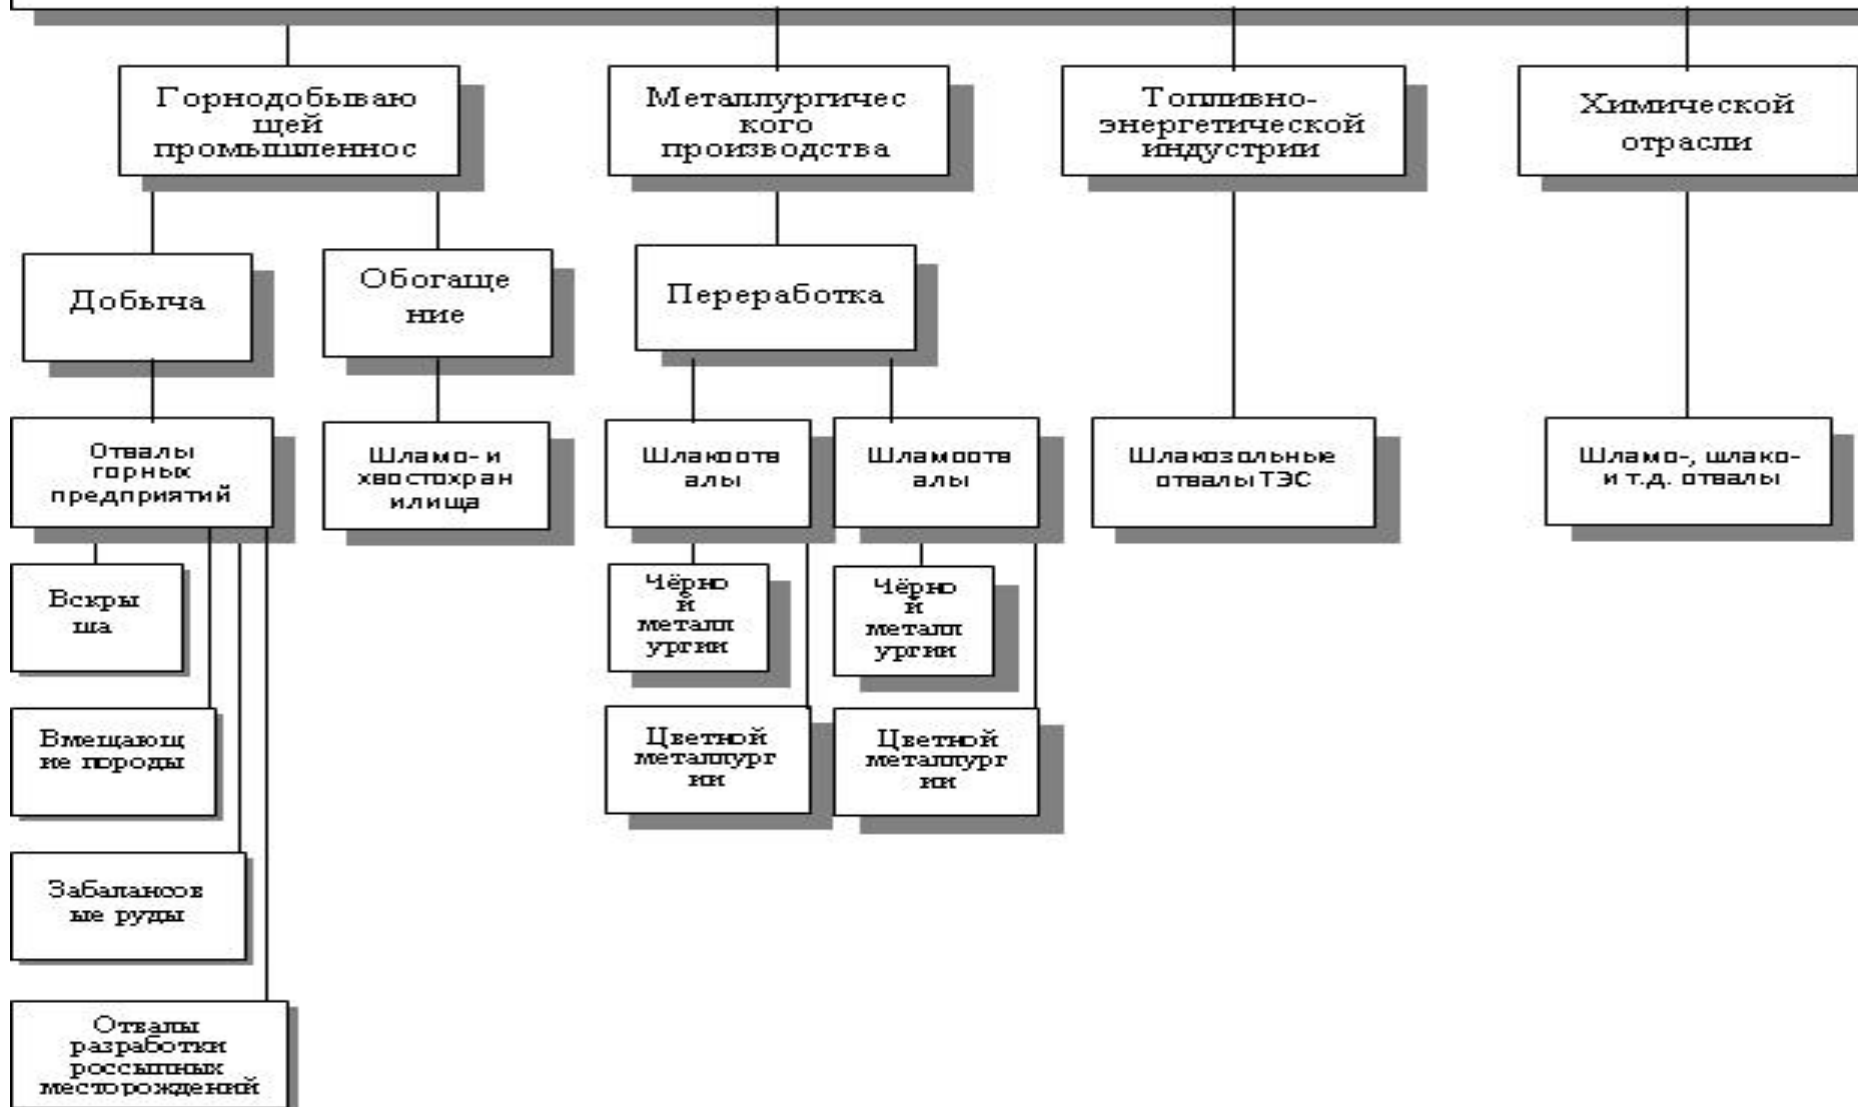 Горнодобываю
щей
промышленнос
Металлургичес
кого
производства
Топливно-
энергетической
индустрии
Химической
отрасли
Добыча
Обогаще
ние
Переработка
Отвалы
горных
предприятий
Шламо- и
хвостохран
илища
Шлакоотв
алы
Шламоотв
алы
Шлакозольные
отвалы ТЭС
Шламо-, шлако-
и т.д. отвалы
Вскры
ша
Чёрно
й
металл
ургии
Чёрно
й
металл
ургии
Вмещающ
ие породы
Цветной
металлург
ии
Цветной
металлург
ии
Забалансов
ые руды
Отвалы
разработки
россыпных
месторождений